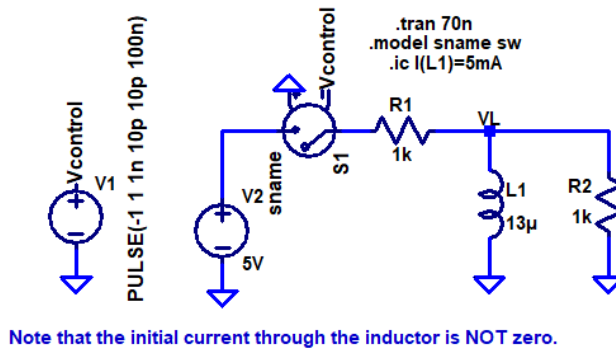 .tran 70n
.model sname sw
.ic I(L1)=5mA
Vcontrol
V1
PULSE(-1 1 1n 10p 10p 100n)
V2
5V
sname
Vcontrol
S1
R1
1k
VL
L1
13µ
R2
1k
Note that the initial current through the inductor is NOT zero.